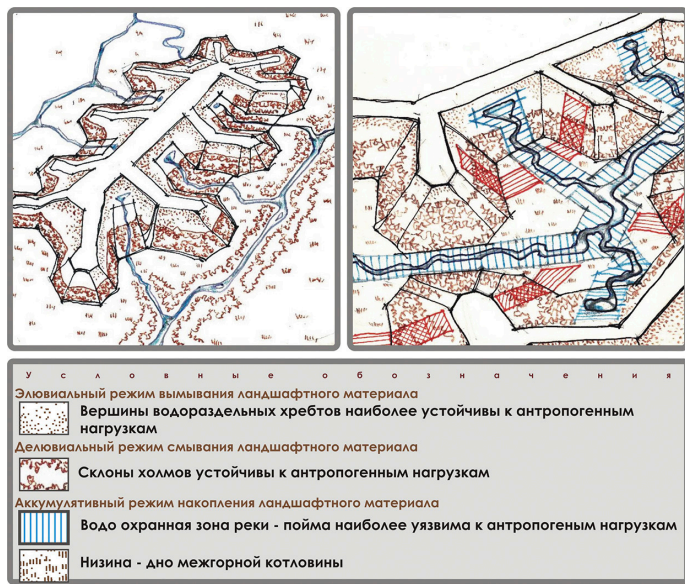 Условные обозначения
Элювиальный режим вымывания ландшафтного материала
Вершины водораздельных хребтов наиболее устойчивы к антропогенным
нагрузкам
Делювиальный режим смывания ландшафтного материала
Склоны холмов устойчивы к антропогенным нагрузкам
Аккумулятивный режим накопления ландшафтного материала
Водо охранная зона реки - пойма наиболее уязвима к антропогеным нагрузкам
Низина - дно межгорной котловины